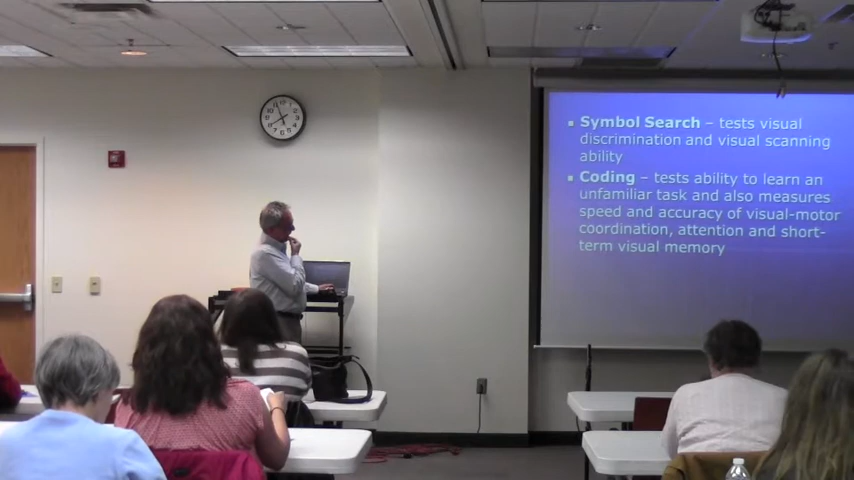 Symbol Search – tests visual
discrimination and visual scanning
ability
Coding – tests ability to learn an
unfamiliar task and also measures
speed and accuracy of visual-motor
coordination, attention and short-
term visual memory